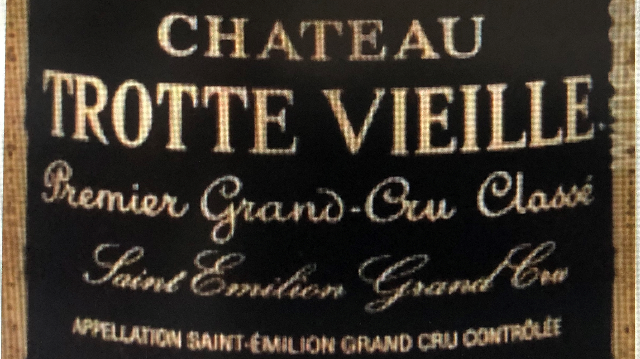 CHATEAU
TROTTE VIEILLE
Premier Grand-Cru Classé
Saint Emilion Grand Cru
APPELLATION SAINT-ÉMILION GRAND CRU CONTRÔLÉE